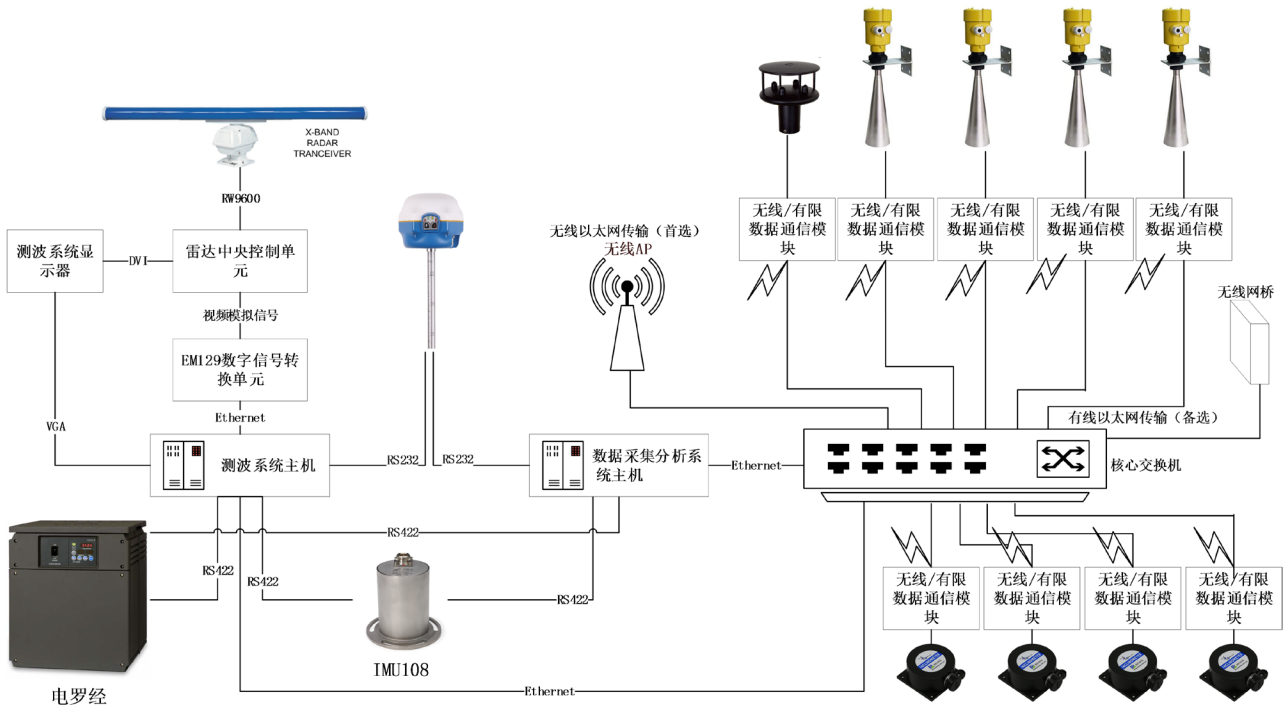 X-BAND
RADAR
TRANCEIVER
RW9600
测波系统显
示器
DVI
雷达中央控制单
元
视频模拟信号
EM129数字信号转
换单元
Ethernet
VGA
测波系统主机
RS232
RS232
数据采集分析系
统主机
Ethernet
无线以太网传输（首选）
无线AP
无线/有限
数据通信模
块
无线/有限
数据通信模
块
无线/有限
数据通信模
块
无线/有限
数据通信模
块
无线/有限
数据通信模
块
无线网桥
有线以太网传输（备选）
核心交换机
RS422
RS422
RS422
RS422
电罗经
IMU108
Ethernet
无线/有限
数据通信模
块
无线/有限
数据通信模
块
无线/有限
数据通信模
块
无线/有限
数据通信模
块